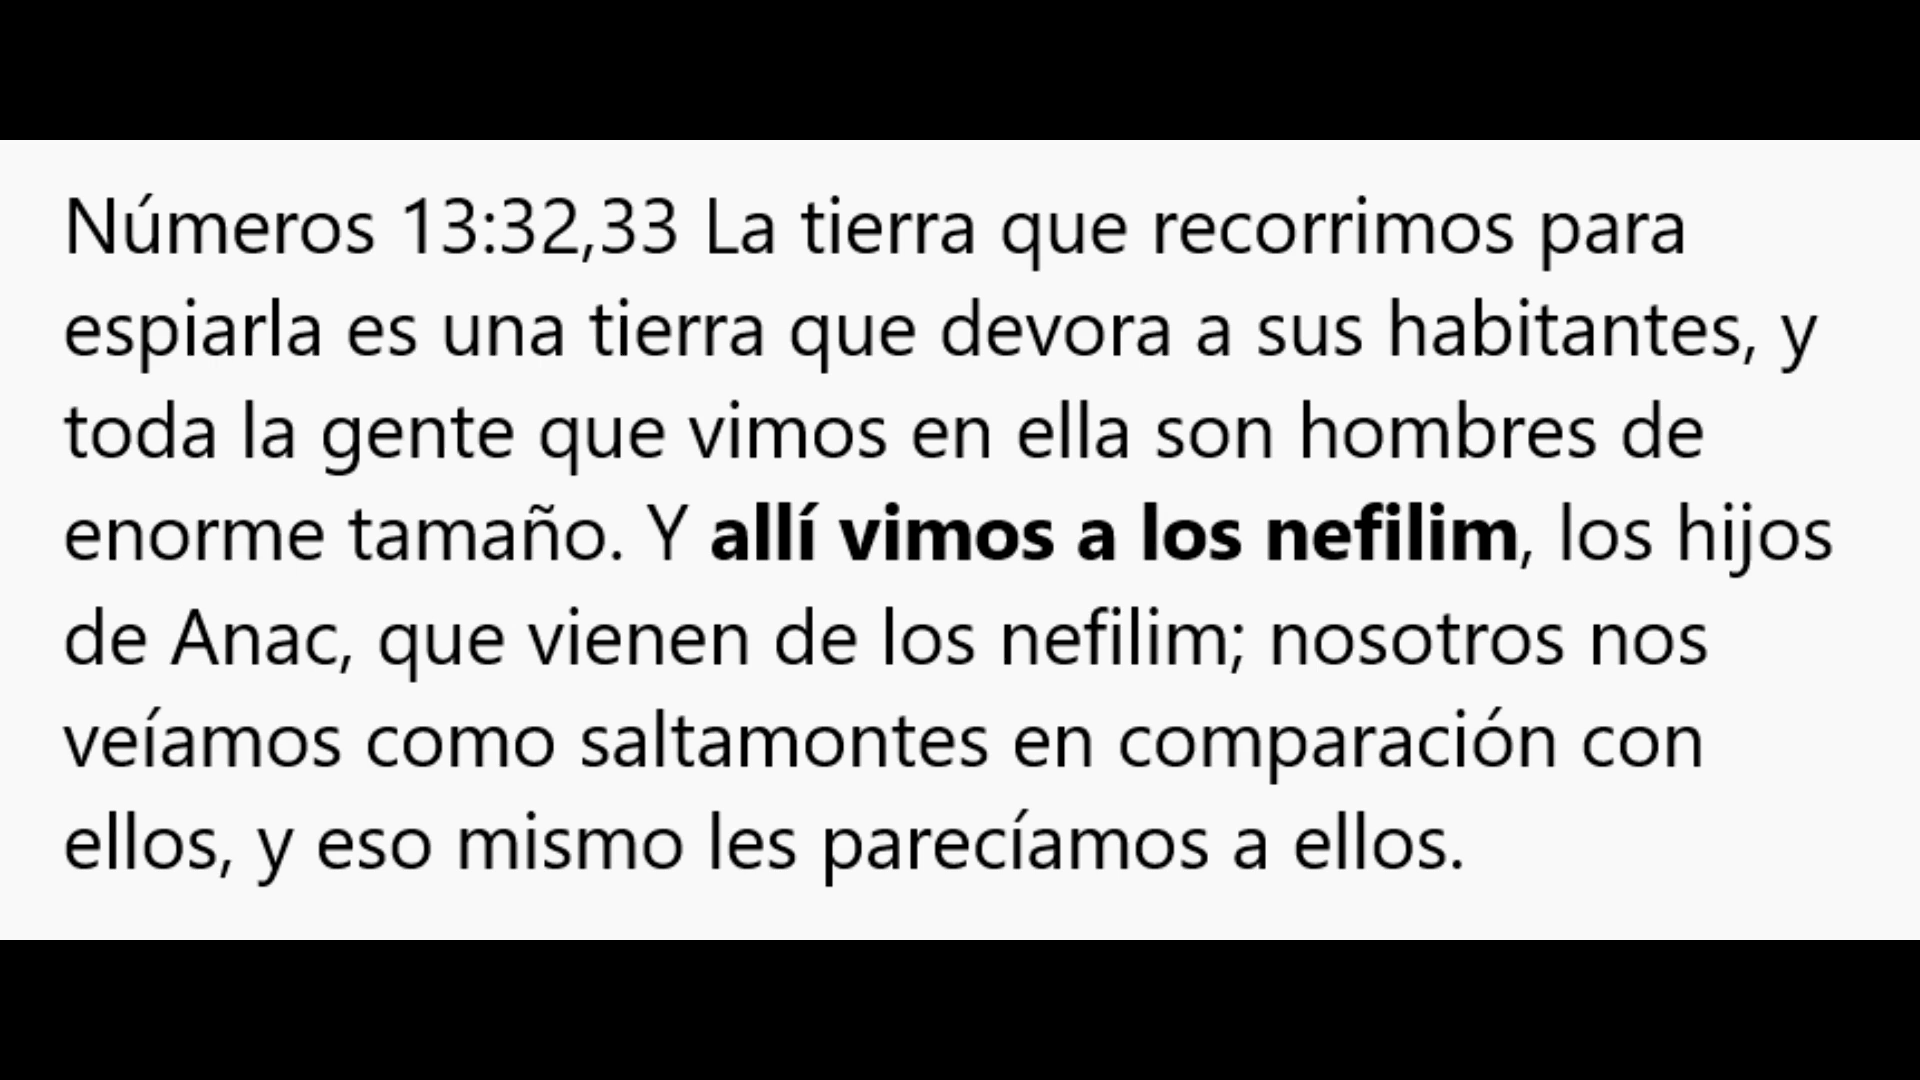 Números 13:32,33 La tierra que recorrimos para
espiarla es una tierra que devora a sus habitantes, y
toda la gente que vimos en ella son hombres de
enorme tamaño. Y allí vimos a los nefilim, los hijos
de Anac, que vienen de los nefilim; nosotros nos
veíamos como saltamontes en comparación con
ellos, y eso mismo les parecíamos a ellos.